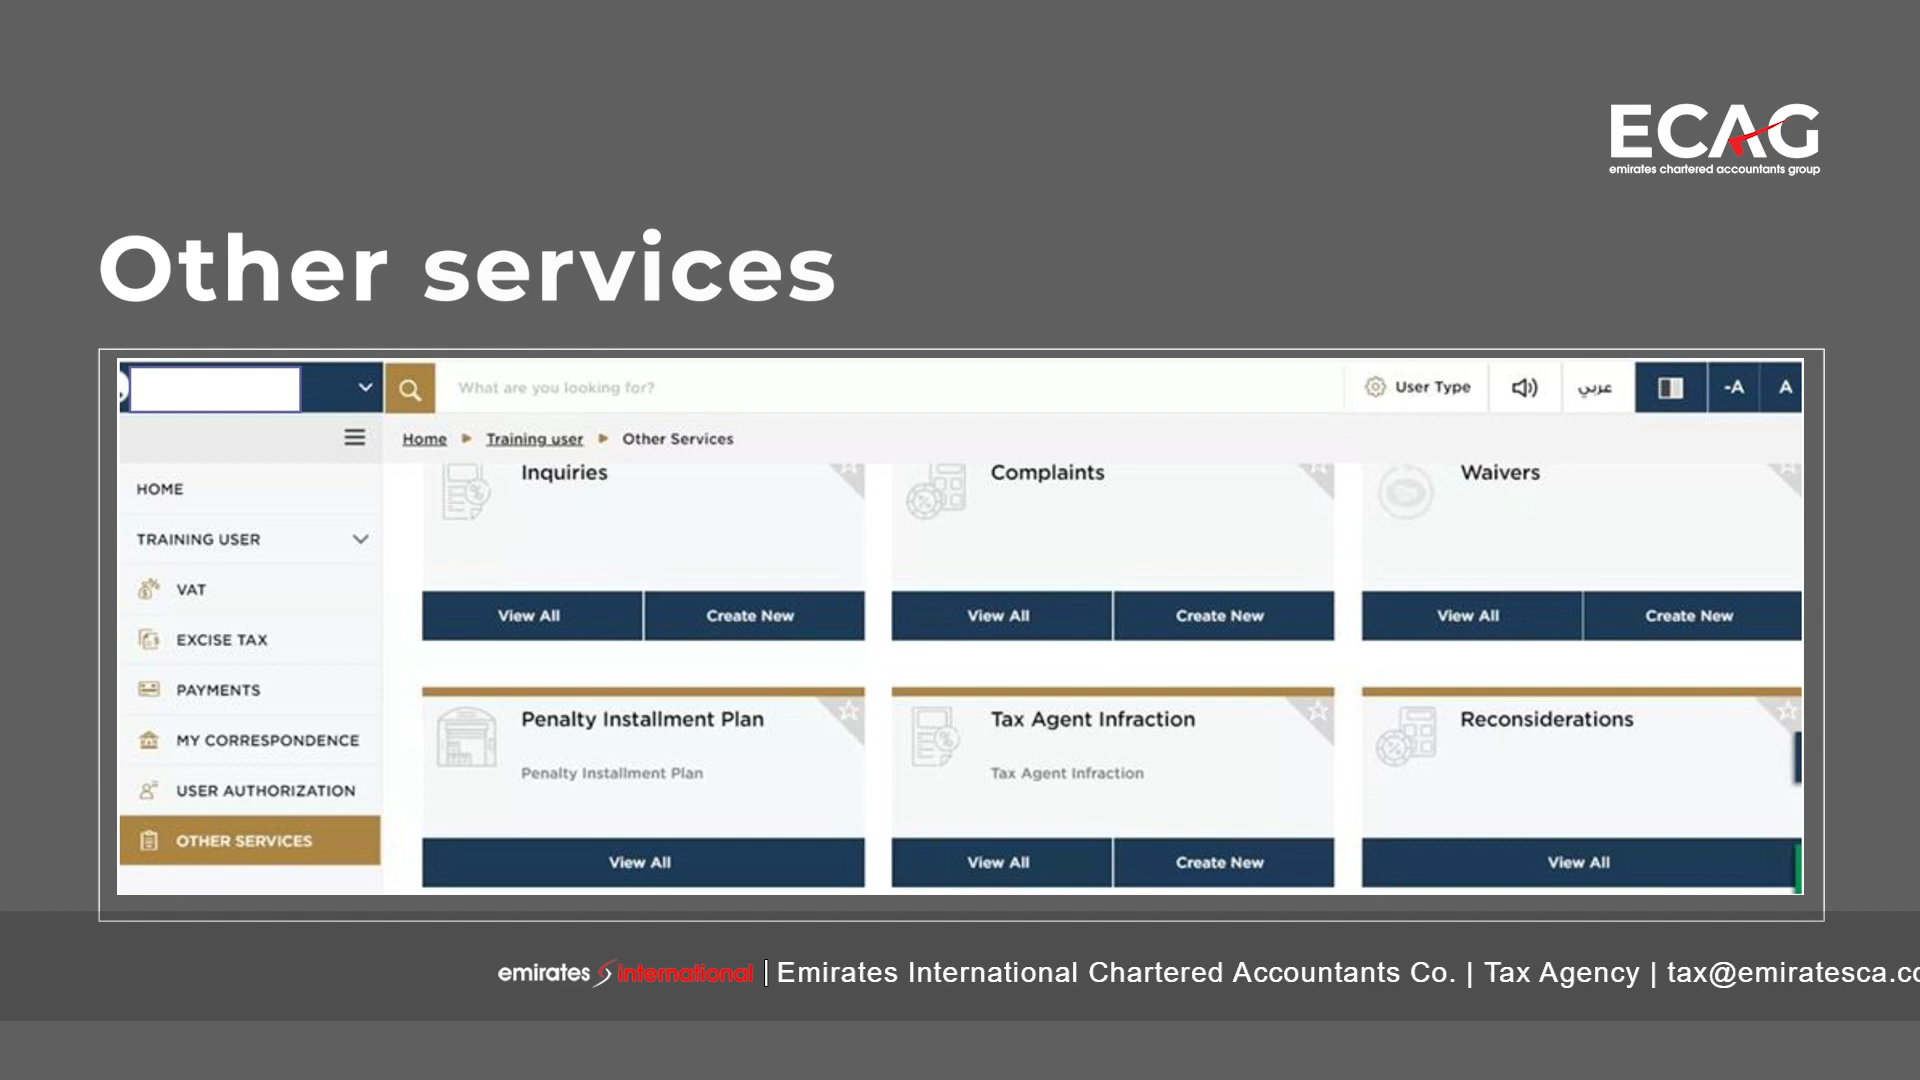 ECAG
emirates chartered accountants group
Other services
What are you looking for?
User Type
عربي
-A
A
Home
Training user
Other Services
HOME
TRAINING USER
VAT
EXCISE TAX
PAYMENTS
MY CORRESPONDENCE
USER AUTHORIZATION
OTHER SERVICES
Inquiries
View All
Create New
Complaints
View All
Create New
Waivers
View All
Create New
Penalty Installment Plan
Penalty Installment Plan
View All
Tax Agent Infraction
Tax Agent Infraction
View All
Create New
Reconsiderations
View All
emirates international | Emirates International Chartered Accountants Co. | Tax Agency | tax@emiratesca.co